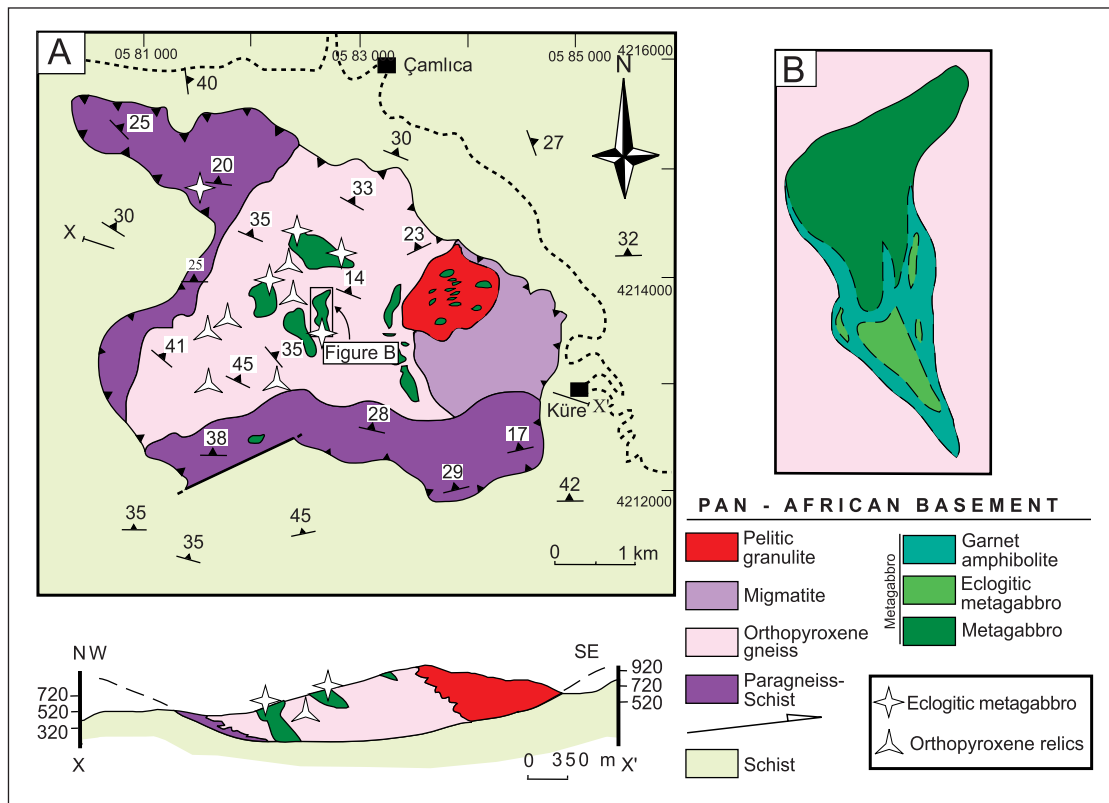 A
05 81 000
05 83 000
05 85 000
4216000
Çamlıca
N
40
25
30
27
20
33
30
X
35
23
32
25
14
4214000
41
45
35
Figure B
Küre
X'
28
38
17
29
42
4212000
35
35
45
0 1 km
B
PAN - AFRICAN BASEMENT
Pelitic
granulite
Migmatite
Orthopyroxene
gneiss
Paragneiss-
Schist
Schist
Metagabbro
Garnet
amphibolite
Eclogitic
metagabbro
Metagabbro
Eclogitic metagabbro
Orthopyroxene relics
NW
SE
720
520
320
X
920
720
520
X'
0 350 m